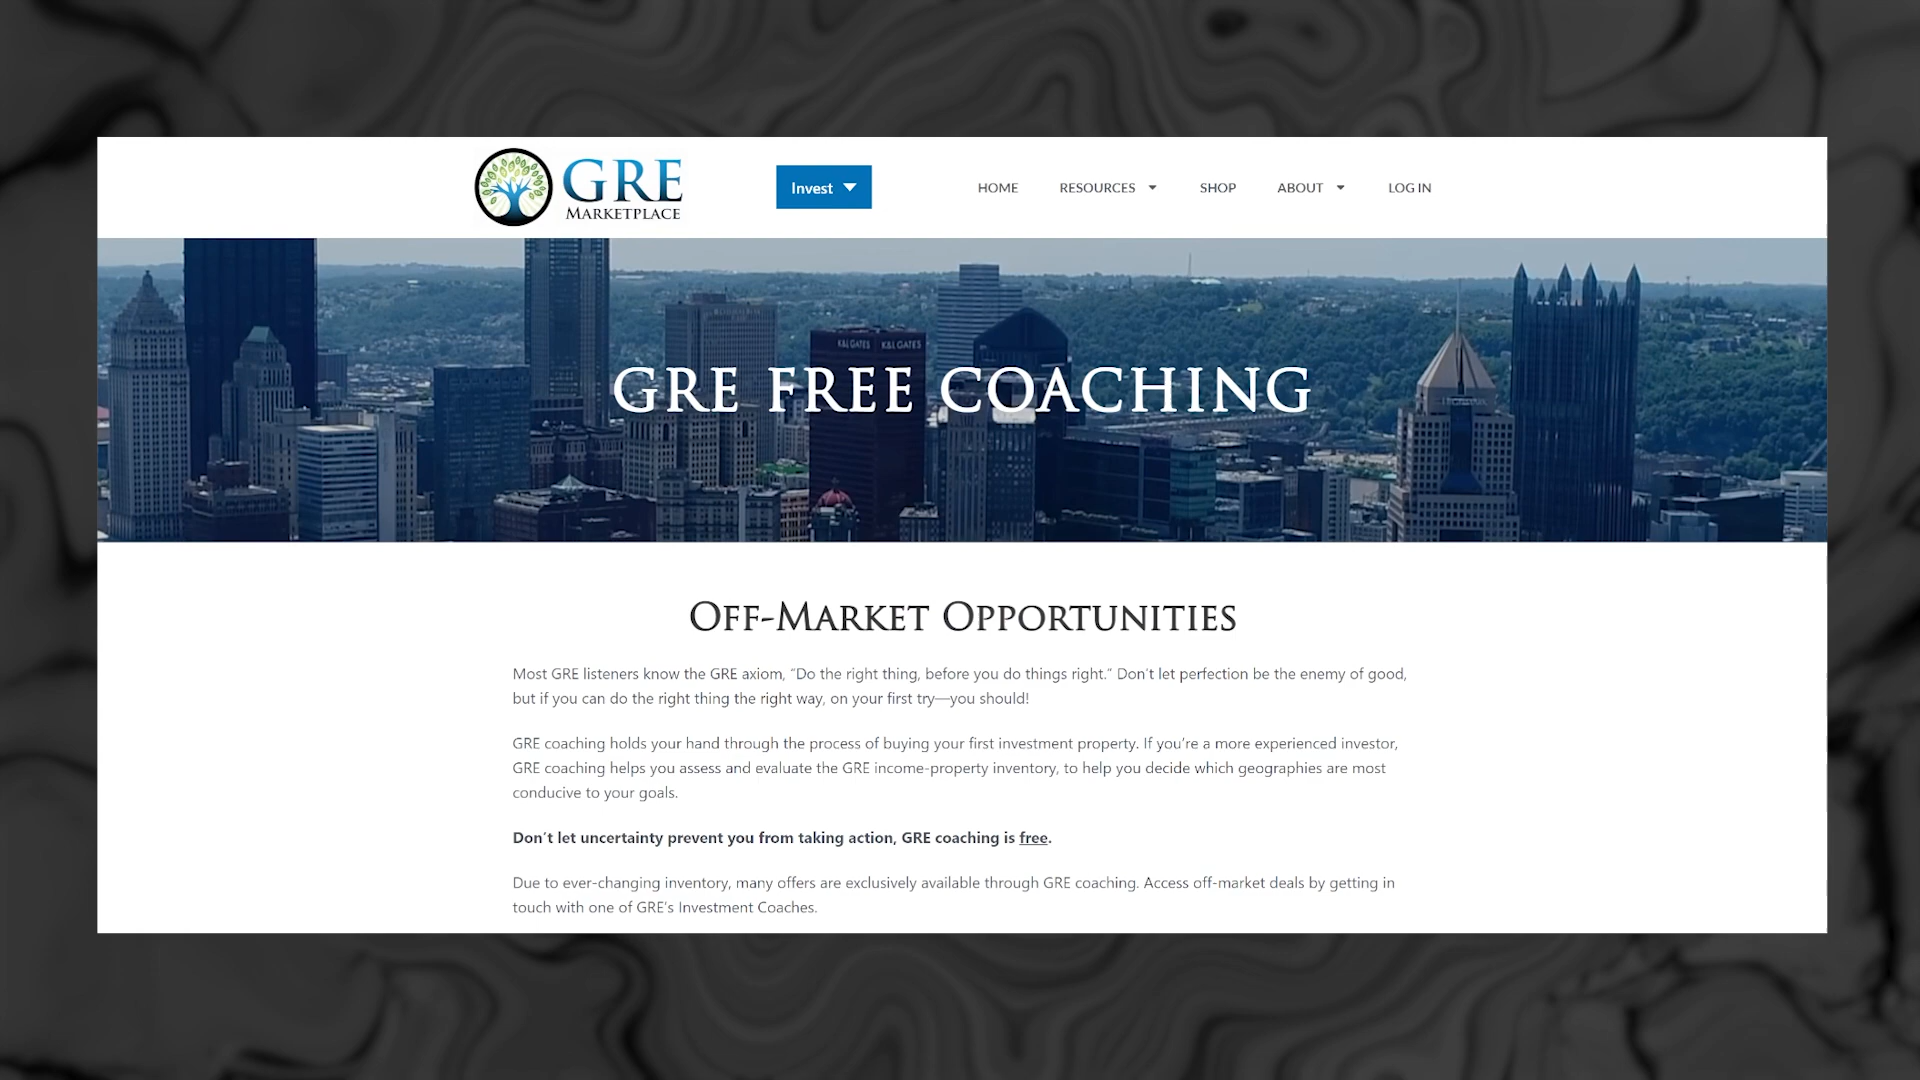 GRE
MARKETPLACE
Invest
HOME
RESOURCES
SHOP
ABOUT
LOG IN
K&L GATES K&L GATES
GRE FREE COACHING
OFF-MARKET OPPORTUNITIES
Most GRE listeners know the GRE axiom, “Do the right thing, before you do things right.” Don’t let perfection be the enemy of good,
but if you can do the right thing the right way, on your first try—you should!
GRE coaching holds your hand through the process of buying your first investment property. If you’re a more experienced investor,
GRE coaching helps you assess and evaluate the GRE income-property inventory, to help you decide which geographies are most
conducive to your goals.
Don’t let uncertainty prevent you from taking action, GRE coaching is free.
Due to ever-changing inventory, many offers are exclusively available through GRE coaching. Access off-market deals by getting in
touch with one of GRE’s Investment Coaches.